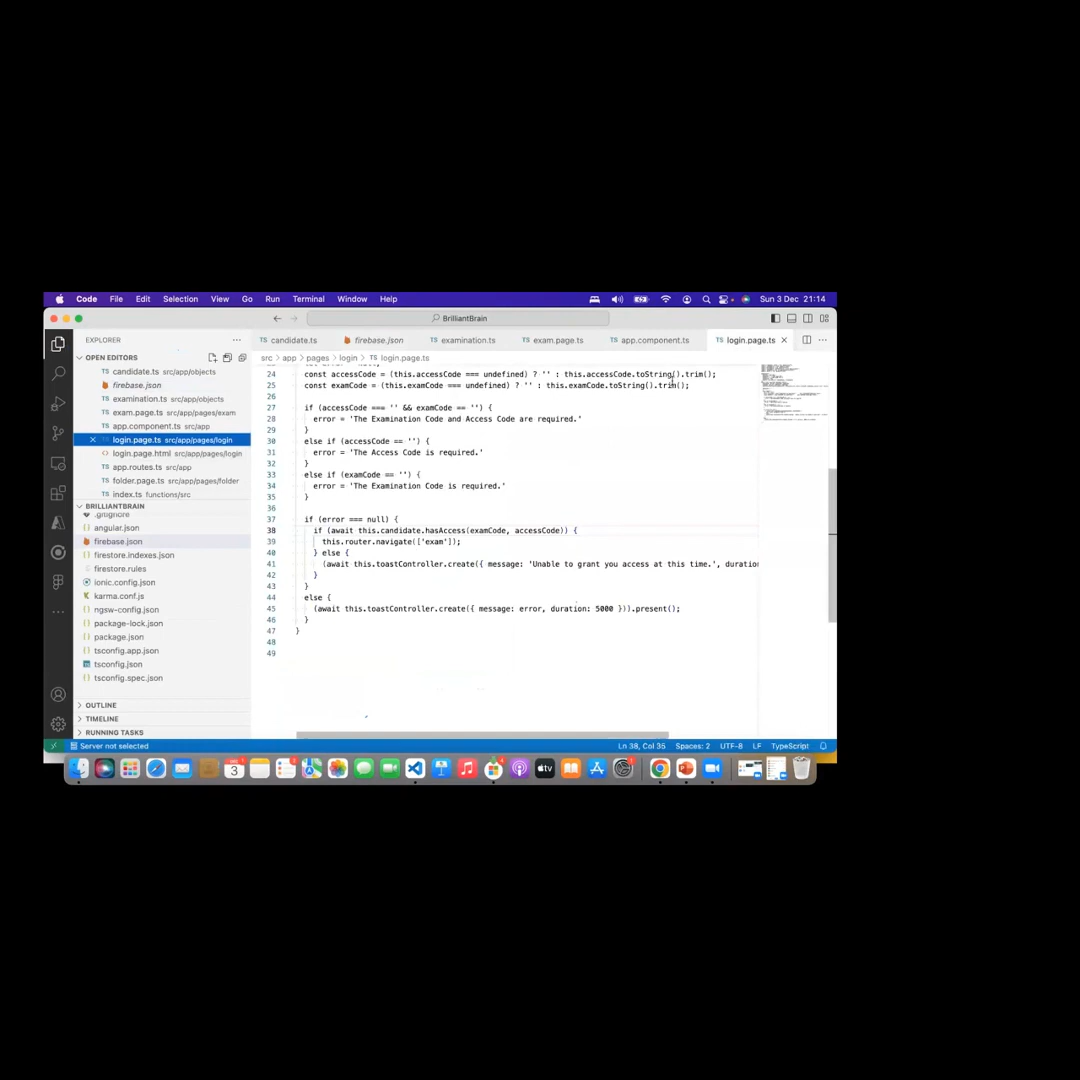 Code File Edit Selection View Go Run Terminal Window Help Sun 3 Dec 21:14
BrilliantBrain
EXPLORER
OPEN EDITORS
candidate.ts src/app/objects
firebase.json
examination.ts src/app/objects
exam.page.ts src/app/pages/exam
app.component.ts src/app
login.page.ts src/app/pages/login
login.page.html src/app/pages/login
app.routes.ts src/app
folder.page.ts src/app/pages/folder
index.ts functions/src
BRILLIANTBRAIN
.gitignore
angular.json
firebase.json
firestore.indexes.json
firestore.rules
ionic.config.json
karma.conf.js
ngsw-config.json
package-lock.json
package.json
tsconfig.app.json
tsconfig.json
tsconfig.spec.json
OUTLINE
TIMELINE
RUNNING TASKS
TS candidate.ts firebase.json TS examination.ts TS exam.page.ts TS app.component.ts TS login.page.ts
src > app > pages > login > TS login.page.ts
24 const accessCode = (this.accessCode === undefined) ? '' : this.accessCode.toString().trim();
25 const examCode = (this.examCode === undefined) ? '' : this.examCode.toString().trim();
26
27 if (accessCode === '' && examCode == '') {
28 error = 'The Examination Code and Access Code are required.'
29 }
30 else if (accessCode == '') {
31 error = 'The Access Code is required.'
32 }
33 else if (examCode == '') {
34 error = 'The Examination Code is required.'
35 }
36
37 if (error === null) {
38 if (await this.candidate.hasAccess(examCode, accessCode)) {
39 this.router.navigate(['exam']);
40 } else {
41 (await this.toastController.create({ message: 'Unable to grant you access at this time.', duration
42 }
43 }
44 else {
45 (await this.toastController.create({ message: error, duration: 5000 })).present();
46 }
47 }
48
49
Server not selected Ln 38, Col 35 Spaces: 2 UTF-8 LF TypeScript
DEC
3
tv